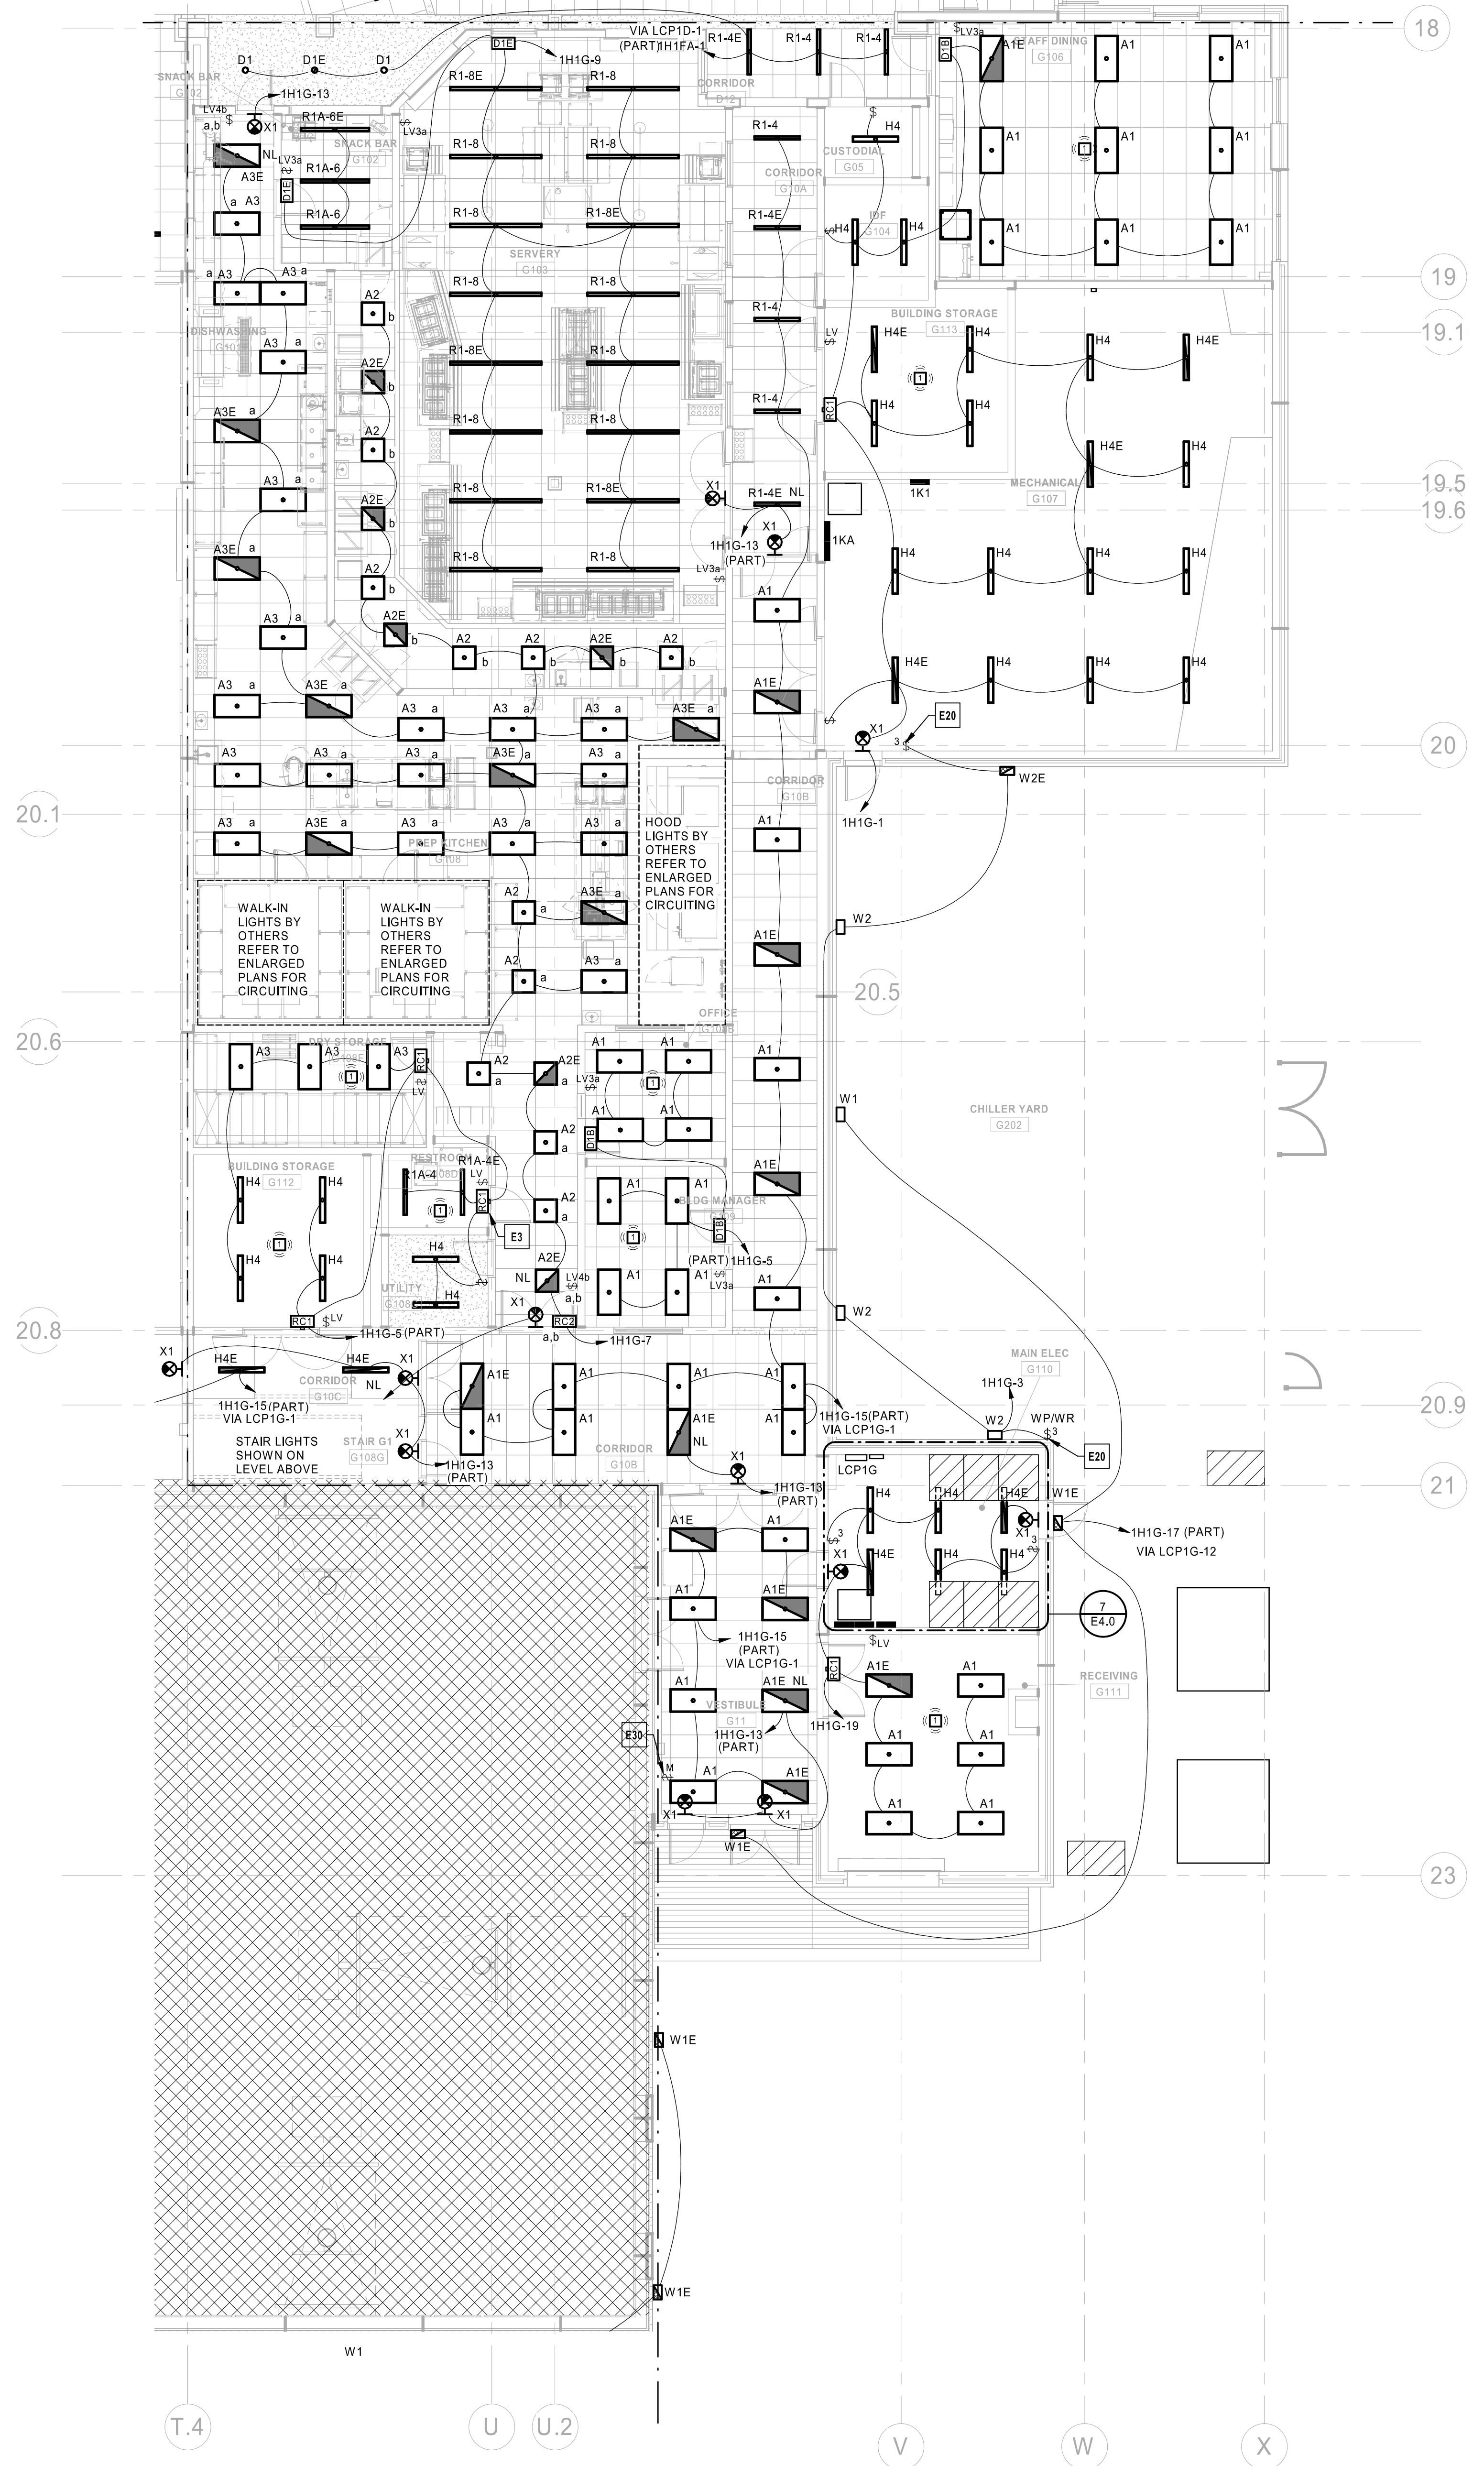 VIA LCP1D-1
(PART)1H1FA-1
R1-4E
R1-4
R1-4
$LV3a
A1E
STAFF DINING
G106
A1
A1
18
D1
D1E
D1
D1E
1H1G-9
D1B
SNACK BAR
G102
1H1G-13
R1-8E
R1-8
CORRIDOR
D12
LV4b
a,b
$
X1
R1A-6E
LV3a
SNACK BAR
G102
R1-8
R1-8
R1-4
$
H4
CUSTODIAL
G05
A1
A1
A1
1
NL
A3E
LV3a
D1E
R1A-6
CORRIDOR
G10A
a
A3
R1A-6
R1-8
R1-8E
R1-4E
H4
IDF
G104
H4
A1
A1
A1
SERVERY
G103
19
a
A3
A3
a
A2
b
R1-8
R1-8
R1-4
BUILDING STORAGE
G113
DISHWASHING
G101
LV
H4E
H4
H4
H4E
19.1
A3
a
A2E
b
R1-8E
R1-8
1
A3E
a
A2
b
R1-8
R1-8
R1-4
RC1
H4
H4
H4E
H4
A3
a
A2E
b
R1-8
R1-8E
X1
R1-4E
NL
1K1
MECHANICAL
G107
19.5
19.6
X1
1H1G-13
(PART)
1KA
A3E
a
A2
b
R1-8
R1-8
LV3a
H4
H4
H4
H4
A3
a
A2E
b
A2
b
A2
b
A2E
b
A2
b
A1
H4E
H4
H4
H4
A3
a
A3E
a
A3
a
A3
a
A3
a
A3E
a
A1E
X1
3
$
E20
20
A3
A3
a
A3
a
A3E
a
A3
a
W2E
CORRIDOR
G10B
20.1
1H1G-1
HOOD
LIGHTS BY
OTHERS
REFER TO
ENLARGED
PLANS FOR
CIRCUITING
A3
a
A3E
a
A3
a
A3
a
A3
a
A1
PREP KITCHEN
G108
WALK-IN
LIGHTS BY
OTHERS
REFER TO
ENLARGED
PLANS FOR
CIRCUITING
WALK-IN
LIGHTS BY
OTHERS
REFER TO
ENLARGED
PLANS FOR
CIRCUITING
A2
a
A3E
a
W2
A1E
A2
a
A3
a
20.5
OFFICE
G108B
20.6
DRY STORAGE
G108E
A3
A3
A3
1
RC1
LV
A2
a
A2E
a
LV3a
A1
A1
1
A1
W1
CHILLER YARD
G202
D1B
A1
A1
A2
a
BUILDING STORAGE
G112
RESTROOM
G108D
R1A-4
R1A-4E
LV
RC1
1
H4
H4
A2
a
A1
A1
BLDG MANAGER
G109
D1B
A1E
1
E3
1
H4
H4
H4
UTILITY
G108
H4
A2E
NL
LV4b
a,b
A1
A1
(PART) 1H1G-5
LV3a
A1
RC1
$LV
1H1G-5 (PART)
X1
RC2
a,b
1H1G-7
W2
20.8
X1
H4E
H4E
NL
X1
CORRIDOR
G10C
1H1G-15(PART)
VIA LCP1G-1
A1E
A1
A1
A1
MAIN ELEC
G110
1H1G-3
20.9
A1
A1
A1E
NL
A1
1H1G-15(PART)
VIA LCP1G-1
W2
WP/WR
$3
E20
STAIR LIGHTS
SHOWN ON
LEVEL ABOVE
STAIR G1
G108G
X1
1H1G-13
(PART)
CORRIDOR
G10B
X1
1H1G-13
(PART)
LCP1G
21
H4
H4
H4E
X1
W1E
1H1G-17 (PART)
VIA LCP1G-12
A1E
A1
3
X1
H4E
H4
H4
3
A1
A1E
7
E4.0
1H1G-15
(PART)
VIA LCP1G-1
$LV
RC1
A1E
A1
RECEIVING
G111
A1
A1E
NL
VESTIBULE
G11
1
1H1G-13
(PART)
1H1G-19
E30
M
A1
A1
A1
A1E
X1
X1
A1
A1
W1E
23
W1E
W1E
W1
T.4
U
U.2
V
W
X